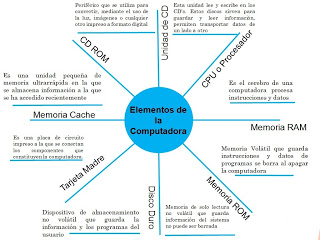 Periférico que se utiliza para
convertir, mediante el uso de
luz, imágenes o cualquier
otro impreso a formato digital
Unidad de CD
Esta unidad lee y escribe en los
CD's. Estos discos sirven para
guardar y leer información,
permiten transportar datos de
un lado a otro
CD ROM
CPU o Procesador
Es una unidad pequeña de
memoria ultrarrápida en la que
se almacena información a la que
se ha accedido recientemente
Elementos de
la
Computadora
Es el cerebro de una
computadora procesa
instrucciones y datos
Memoria Cache
Memoria RAM
Es una placa de circuito
impreso a la que se conectan
los componentes que
constituyen la computadora.
Memoria Volátil que guarda
instrucciones y datos de
programas se borra al apagar
la computadora
Tarjeta Madre
Disco Duro
Memoria ROM
Dispositivo de almacenamiento
no volátil que guarda la
información y los programas del
usuario
Memoria de solo lectura
no volátil que guarda
información del sistema
no puede ser borrada